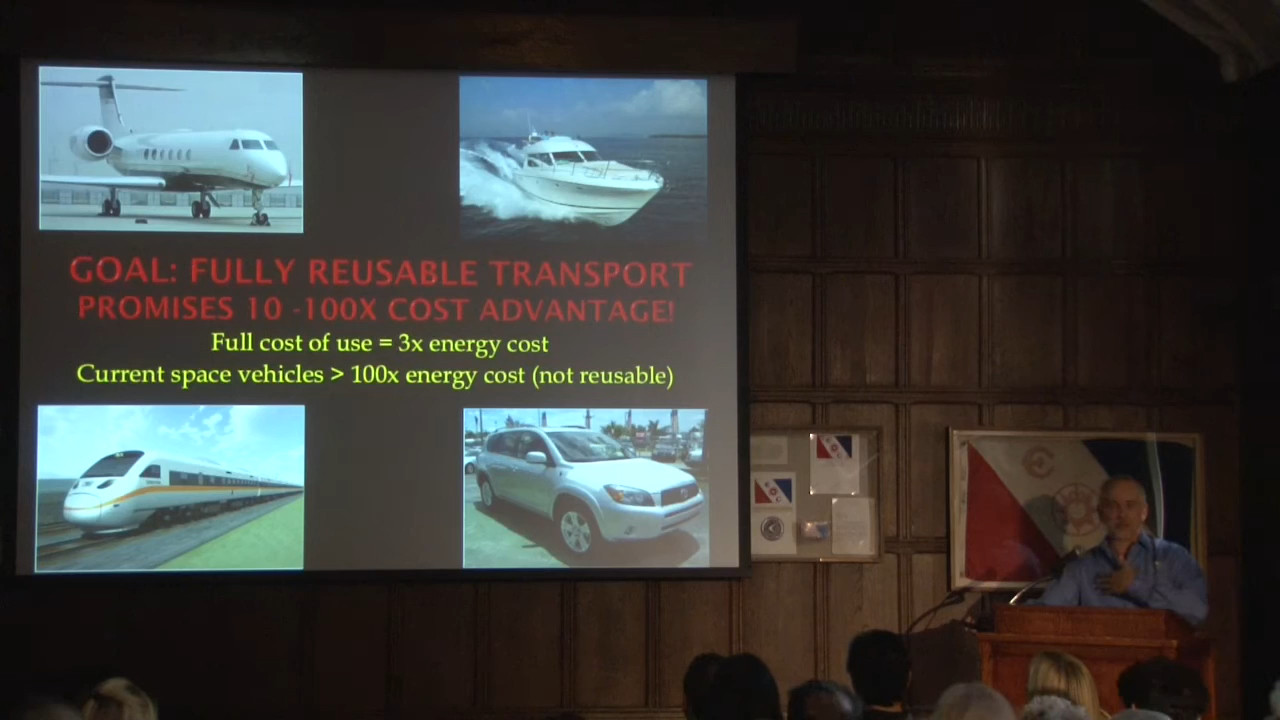 GOAL: FULLY REUSABLE TRANSPORT
PROMISES 10 -100X COST ADVANTAGE!
Full cost of use = 3x energy cost
Current space vehicles > 100x energy cost (not reusable)